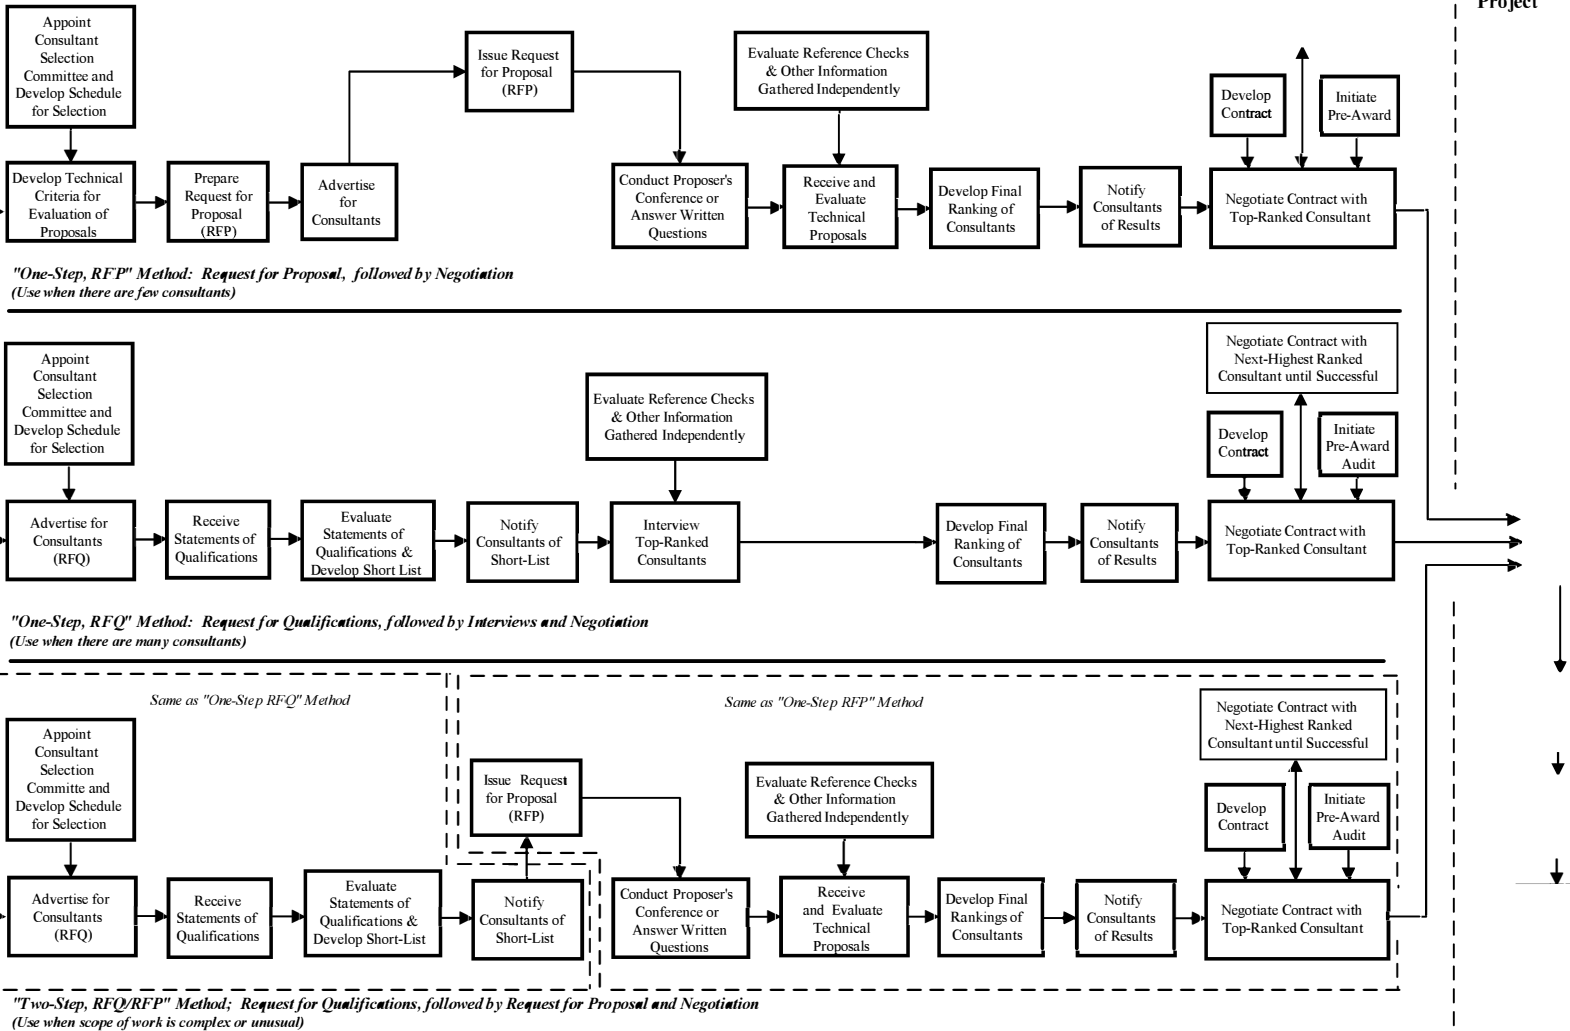 Project
Appoint
Consultant
Selection
Committee and
Develop Schedule
for Selection
Issue Request
for Proposal
(RFP)
Evaluate Reference Checks
& Other Information
Gathered Independently
Develop
Contract
Initiate
Pre-Award
Develop Technical
Criteria for
Evaluation of
Proposals
Prepare
Request for
Proposal
(RFP)
Advertise
for
Consultants
Conduct Proposer's
Conference or
Answer Written
Questions
Receive and
Evaluate
Technical
Proposals
Develop Final
Ranking of
Consultants
Notify
Consultants
of Results
Negotiate Contract with
Top-Ranked Consultant
"One-Step, RFP" Method: Request for Proposal, followed by Negotiation
(Use when there are few consultants)
Appoint
Consultant
Selection
Committee and
Develop Schedule
for Selection
Evaluate Reference Checks
& Other Information
Gathered Independently
Negotiate Contract with
Next-Highest Ranked
Consultant until Successful
Develop
Contract
Initiate
Pre-Award
Audit
Advertise for
Consultants
(RFQ)
Receive
Statements of
Qualifications
Evaluate
Statements of
Qualifications &
Develop Short List
Notify
Consultants of
Short-List
Interview
Top-Ranked
Consultants
Develop Final
Ranking of
Consultants
Notify
Consultants
of Results
Negotiate Contract with
Top-Ranked Consultant
"One-Step, RFQ" Method: Request for Qualifications, followed by Interviews and Negotiation
(Use when there are many consultants)
Same as "One-Step RFQ" Method
Same as "One-Step RFP" Method
Appoint
Consultant
Selection
Committe and
Develop Schedule
for Selection
Issue Request
for Proposal
(RFP)
Evaluate Reference Checks
& Other Information
Gathered Independently
Negotiate Contract with
Next-Highest Ranked
Consultant until Successful
Develop
Contract
Initiate
Pre-Award
Audit
Advertise for
Consultants
(RFQ)
Receive
Statements of
Qualifications
Evaluate
Statements of
Qualifications &
Develop Short-List
Notify
Consultants of
Short-List
Conduct Proposer's
Conference or
Answer Written
Questions
Receive
and Evaluate
Technical
Proposals
Develop Final
Rankings of
Consultants
Notify
Consultants
of Results
Negotiate Contract with
Top-Ranked Consultant
"Two-Step, RFQ/RFP" Method; Request for Qualifications, followed by Request for Proposal and Negotiation
(Use when scope of work is complex or unusual)